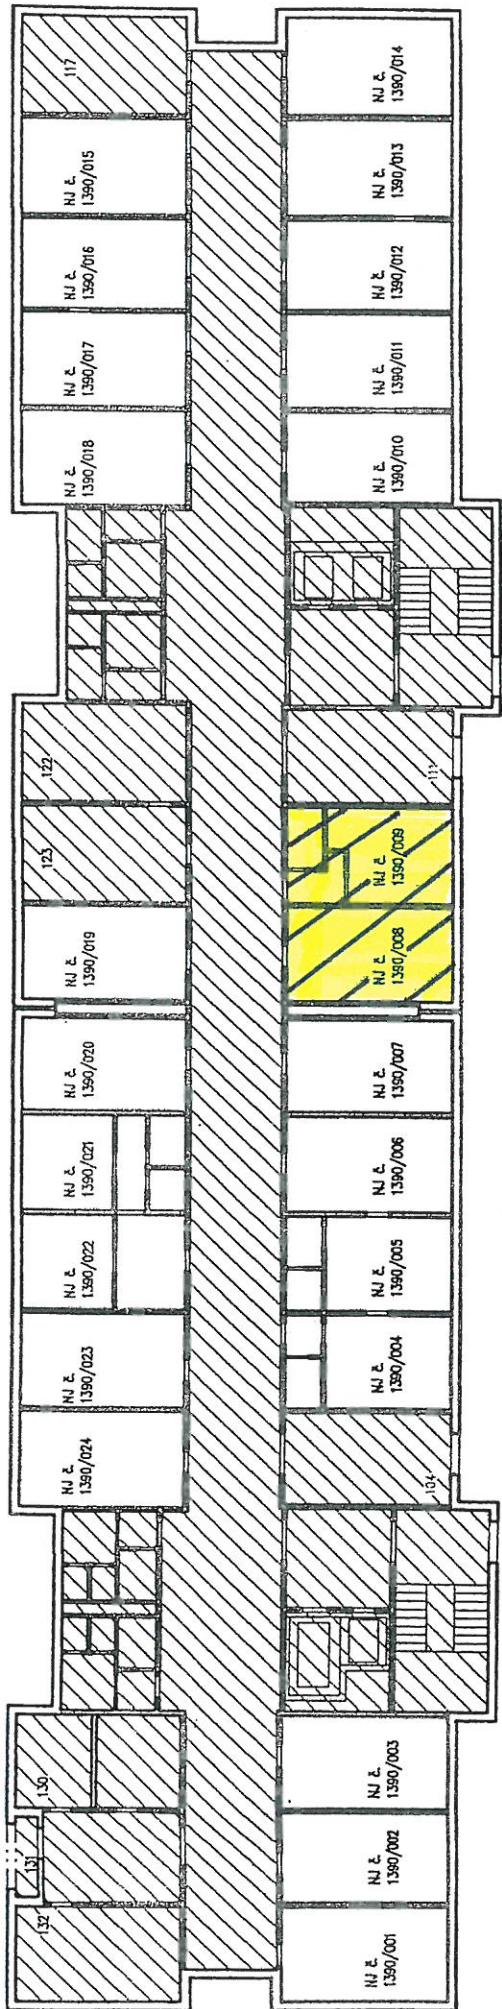 117
NJ č.
1390/015
NJ č.
1390/016
NJ č.
1390/017
NJ č.
1390/018
122
123
NJ č.
1390/019
NJ č.
1390/020
NJ č.
1390/021
NJ č.
1390/022
NJ č.
1390/023
NJ č.
1390/024
130
131
132
NJ č.
1390/014
NJ č.
1390/013
NJ č.
1390/012
NJ č.
1390/011
NJ č.
1390/010
111
NJ č.
1390/009
NJ č.
1390/008
NJ č.
1390/007
NJ č.
1390/006
NJ č.
1390/005
NJ č.
1390/004
104
NJ č.
1390/003
NJ č.
1390/002
NJ č.
1390/001